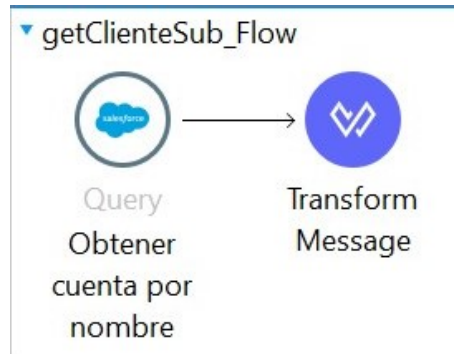 getClienteSub_Flow
salesforce
Query
Obtener
cuenta por
nombre
Transform
Message